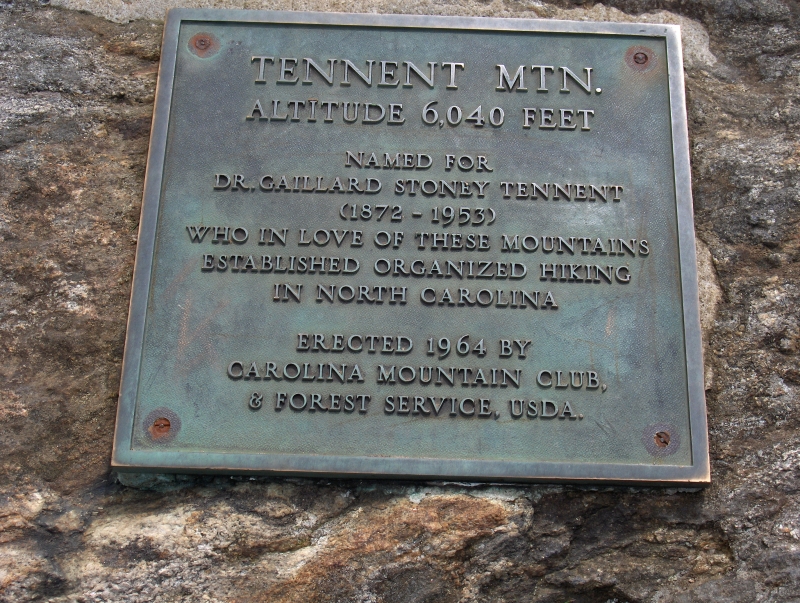 TENNENT MTN.
ALTITUDE 6,040 FEET
NAMED FOR
DR. GAILLARD STONEY TENNENT
(1872 - 1953)
WHO IN LOVE OF THESE MOUNTAINS
ESTABLISHED ORGANIZED HIKING
IN NORTH CAROLINA
ERECTED 1964 BY
CAROLINA MOUNTAIN CLUB,
& FOREST SERVICE, USDA.